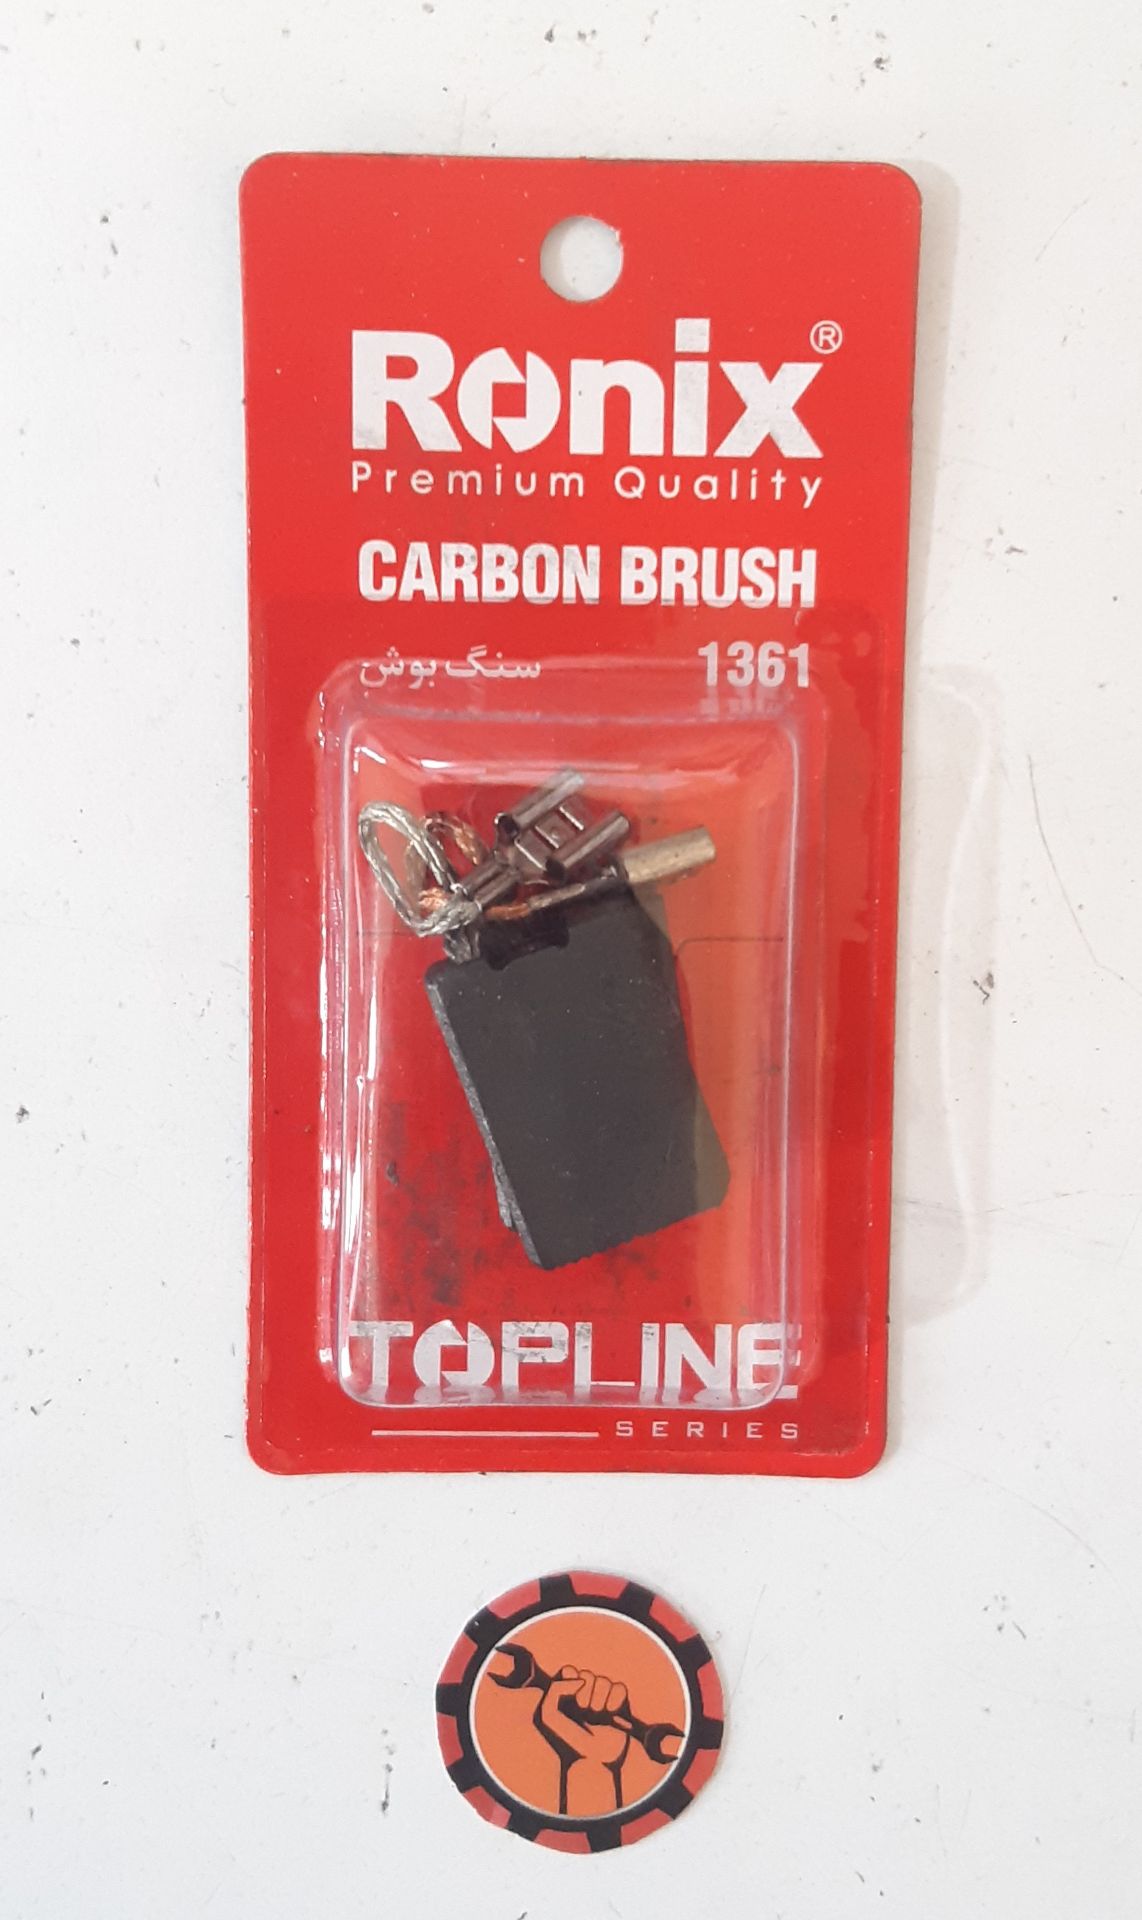 Ronix®
Premium Quality
CARBON BRUSH
سنگ بوش 1361
TOPLINE
SERIES